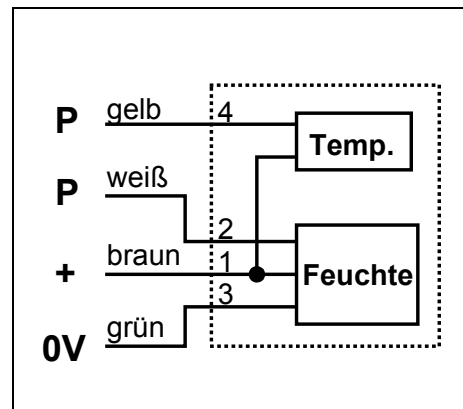 P gelb 4
Temp.
P weiß
2
+ braun 1
Feuchte
3
0V grün